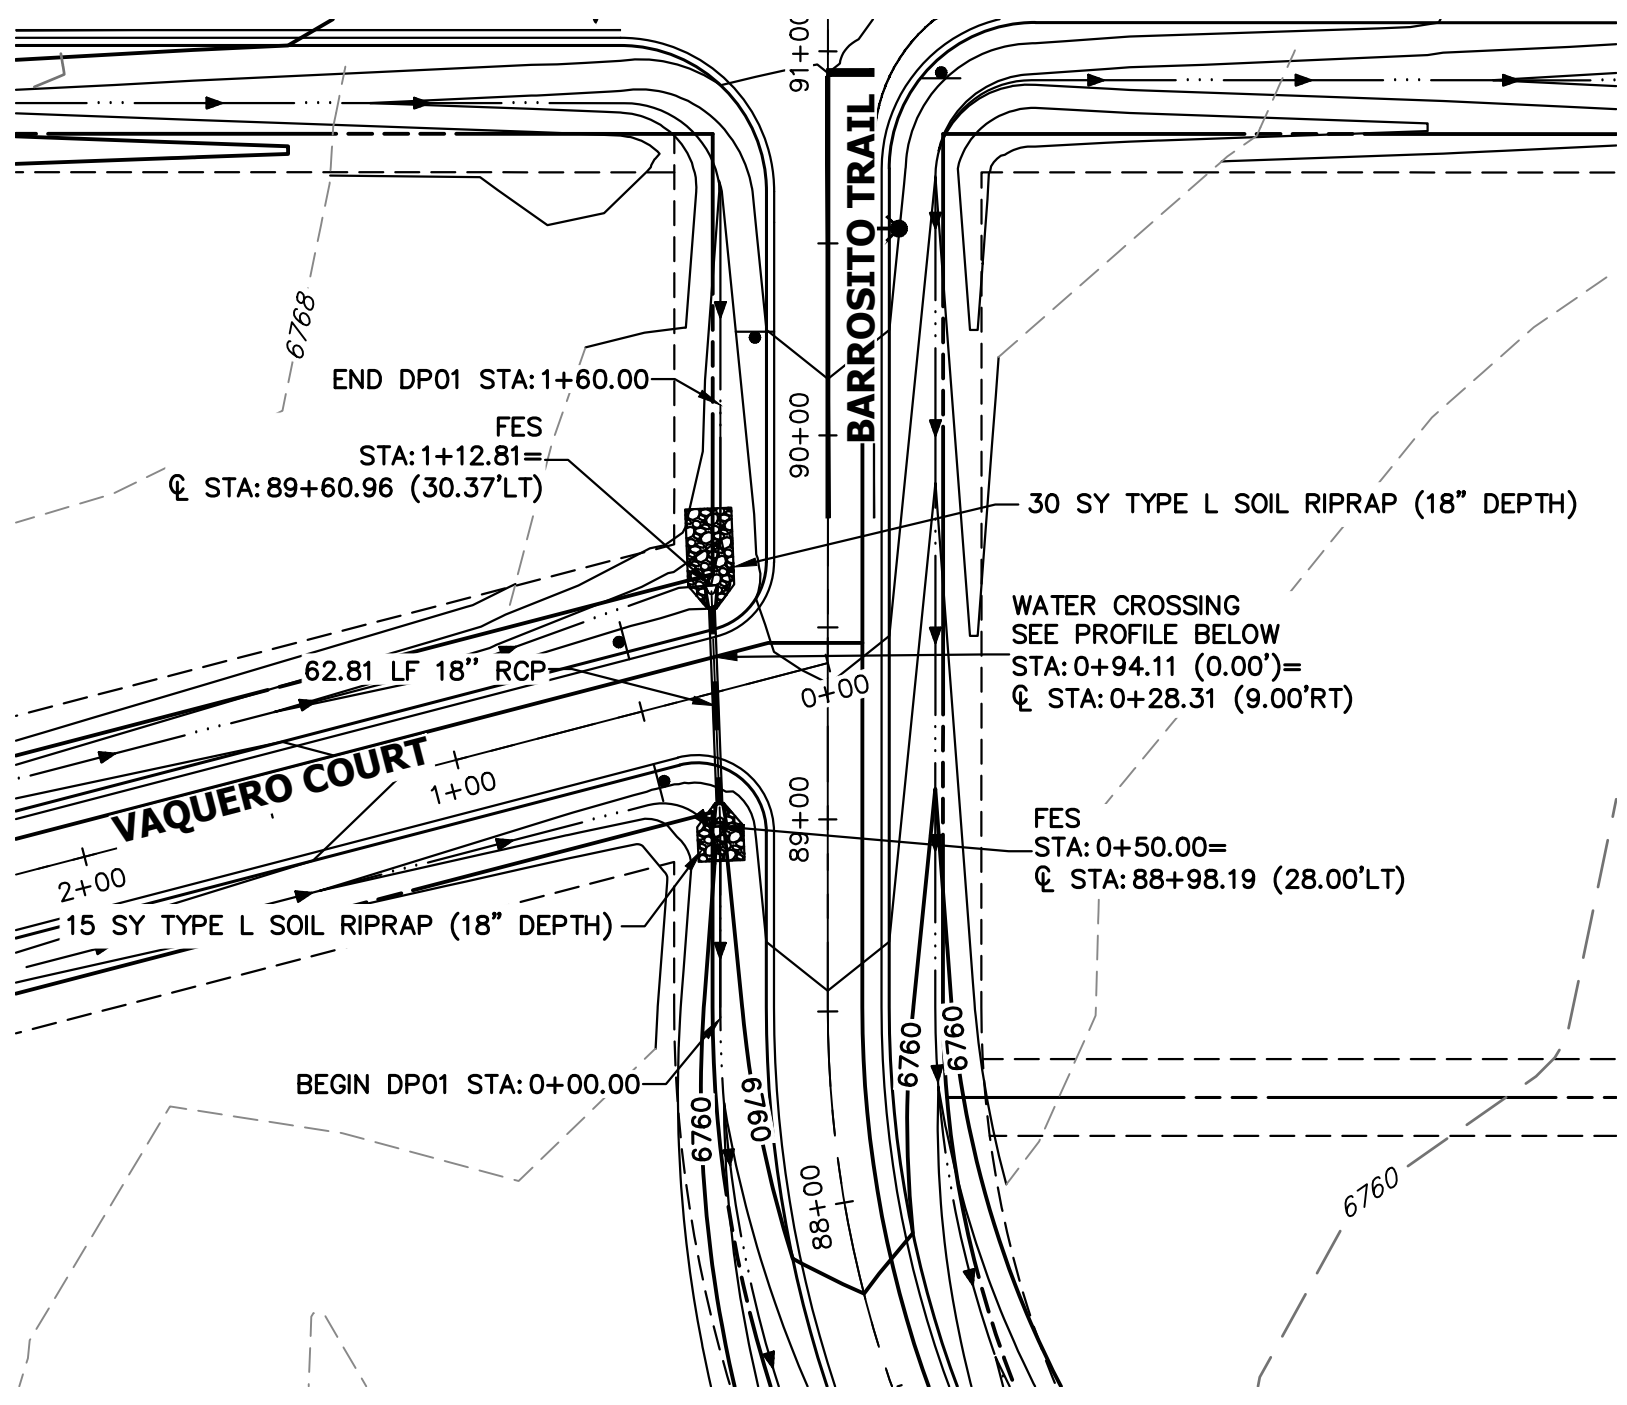 91+00
BARROSITO TRAIL
6768
END DP01 STA: 1+60.00
FES
STA: 1+12.81=
℄ STA: 89+60.96 (30.37'LT)
90+00
30 SY TYPE L SOIL RIPRAP (18" DEPTH)
WATER CROSSING
SEE PROFILE BELOW
STA: 0+94.11 (0.00')=
℄ STA: 0+28.31 (9.00'RT)
62.81 LF 18" RCP
0+00
VAQUERO COURT
1+00
2+00
89+00
FES
STA: 0+50.00=
℄ STA: 88+98.19 (28.00'LT)
15 SY TYPE L SOIL RIPRAP (18" DEPTH)
BEGIN DP01 STA: 0+00.00
6760
6760
6760
6760
88+00
6760